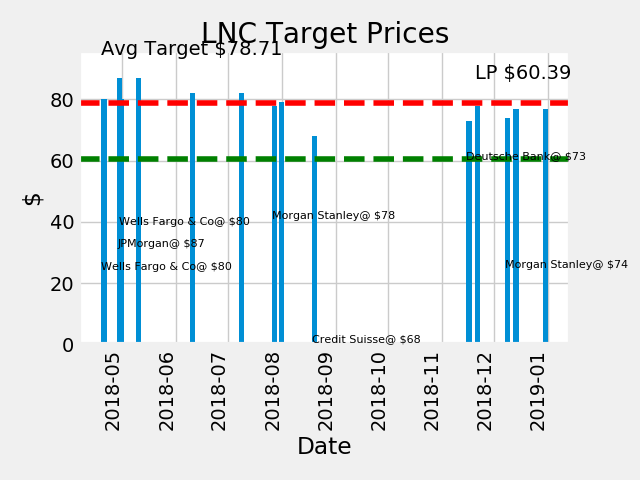 LNC Target Prices
Avg Target $78.71
LP $60.39
$
80
60
40
20
0
Deutsche Bank@ $73
Morgan Stanley@ $78
Wells Fargo & Co@ $80
JPMorgan@ $87
Wells Fargo & Co@ $80
Morgan Stanley@ $74
Credit Suisse@ $68
2018-05
2018-06
2018-07
2018-08
2018-09
2018-10
2018-11
2018-12
2019-01
Date